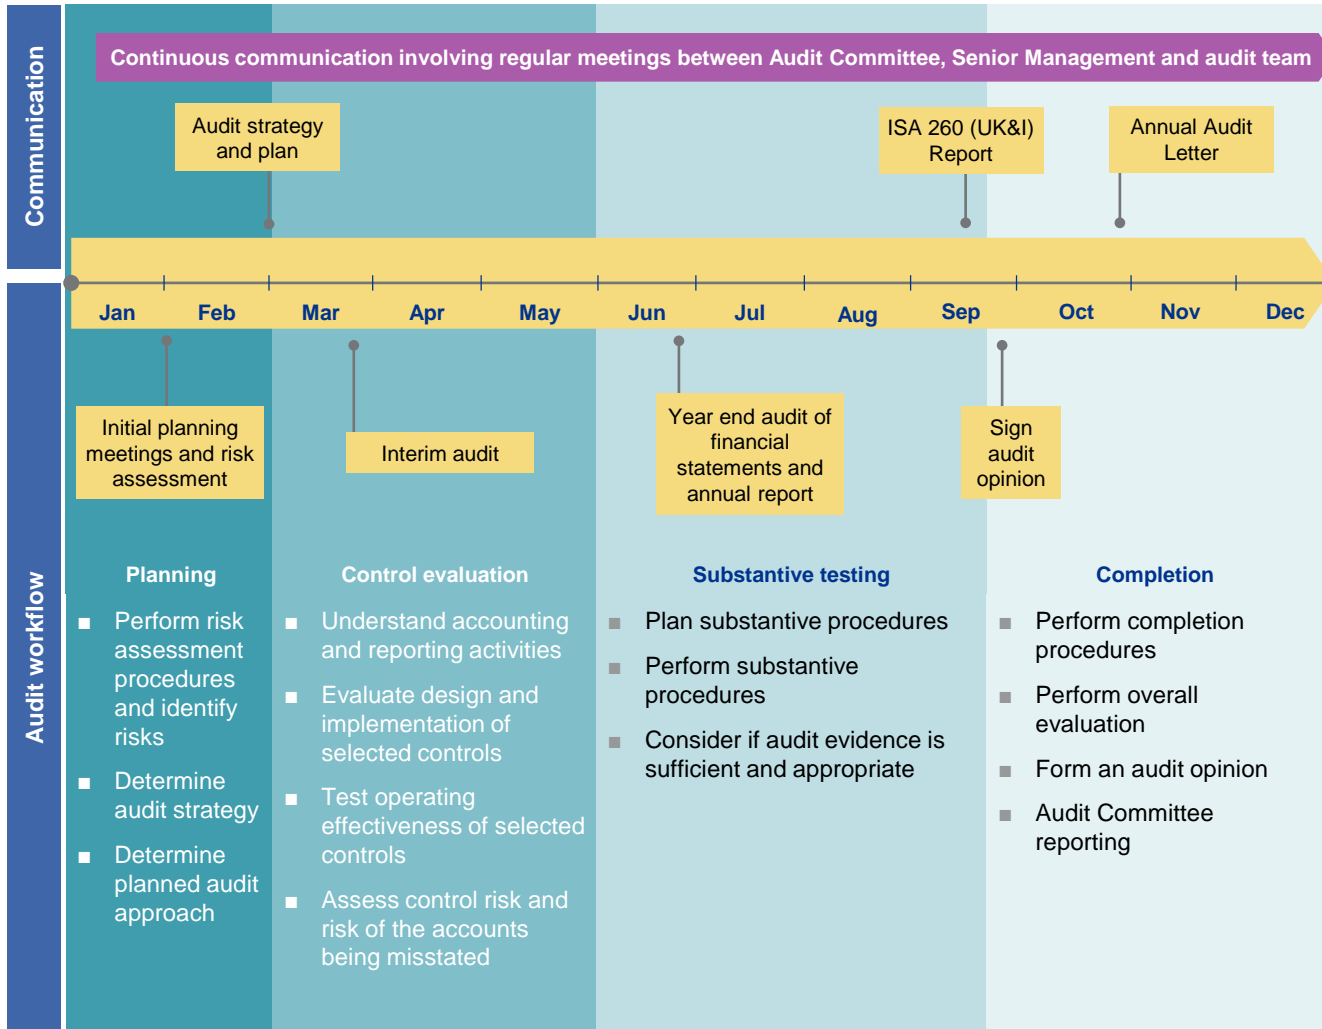 Communication
Continuous communication involving regular meetings between Audit Committee, Senior Management and audit team
Audit strategy
and plan
ISA 260 (UK&I)
Report
Annual Audit
Letter
Jan Feb Mar Apr May Jun Jul Aug Sep Oct Nov Dec
Audit workflow
Initial planning
meetings and risk
assessment
Interim audit
Year end audit of
financial
statements and
annual report
Sign
audit
opinion
Planning
■ Perform risk
assessment
procedures
and identify
risks
■ Determine
audit strategy
■ Determine
planned audit
approach
Control evaluation
■ Understand accounting
and reporting activities
■ Evaluate design and
implementation of
selected controls
■ Test operating
effectiveness of selected
controls
■ Assess control risk and
risk of the accounts
being misstated
Substantive testing
■ Plan substantive procedures
■ Perform substantive
procedures
■ Consider if audit evidence is
sufficient and appropriate
Completion
■ Perform completion
procedures
■ Perform overall
evaluation
■ Form an audit opinion
■ Audit Committee
reporting